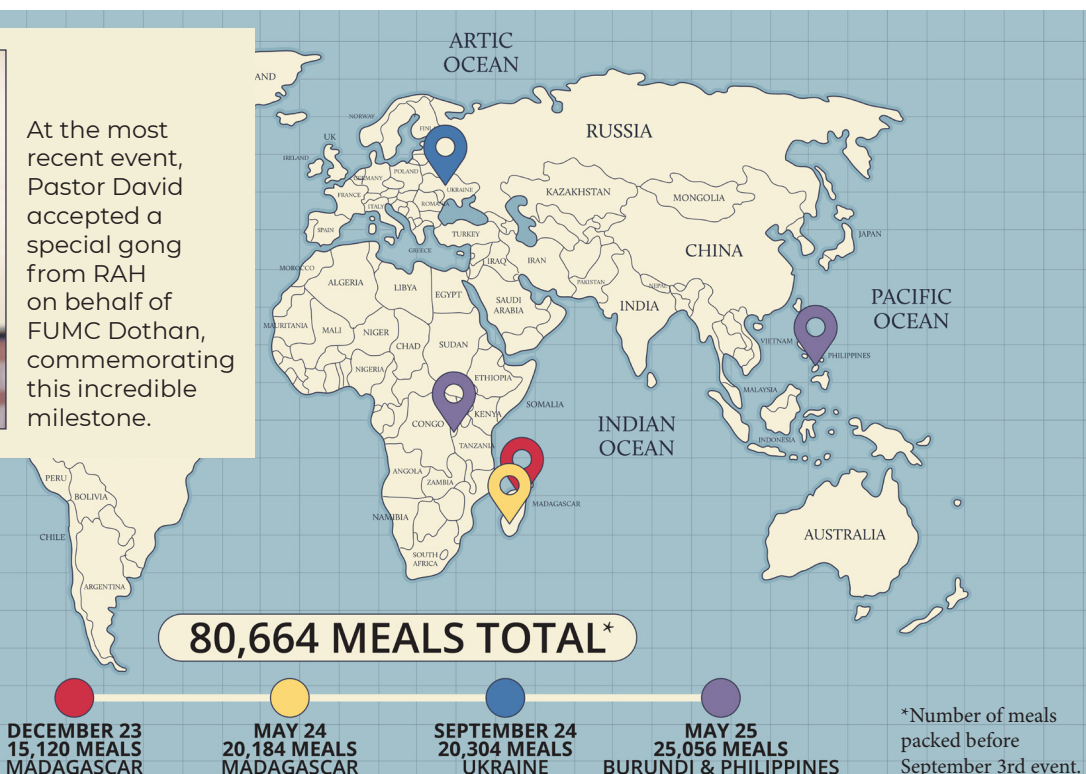 At the most
recent event,
Pastor David
accepted a
special gong
from RAH
on behalf of
FUMC Dothan,
commemorating
this incredible
milestone.
ARTIC
OCEAN
AND
NORWAY
FINL
RUSSIA
UK
IRELAND
GERMANY
POLAND
UKRAINE
KAZAKHSTAN
MONGOLIA
FRANCE
ITALY
ROMANIA
SPAIN
TURKEY
GREECE
CHINA
JAPAN
MOROCCO
IRAQ
IRAN
ALGERIA
LIBYA
EGYPT
PAKISTAN
NEPAL
SAUDI
ARABIA
INDIA
PACIFIC
OCEAN
MAURITANIA
MALI
NIGER
CHAD
SUDAN
VIETNAM
PHILIPPINES
NIGERIA
ETHIOPIA
MALAYSIA
SOMALIA
CONGO
KENYA
INDIAN
OCEAN
TANZANIA
INDONESIA
PERU
BOLIVIA
ANGOLA
ZAMBIA
MADAGASCAR
NAMIBIA
CHILE
AUSTRALIA
SOUTH
AFRICA
ARGENTINA
80,664 MEALS TOTAL*
DECEMBER 23
15,120 MEALS
MADAGASCAR
MAY 24
20,184 MEALS
MADAGASCAR
SEPTEMBER 24
20,304 MEALS
UKRAINE
MAY 25
25,056 MEALS
BURUNDI & PHILIPPINES
*Number of meals
packed before
September 3rd event.